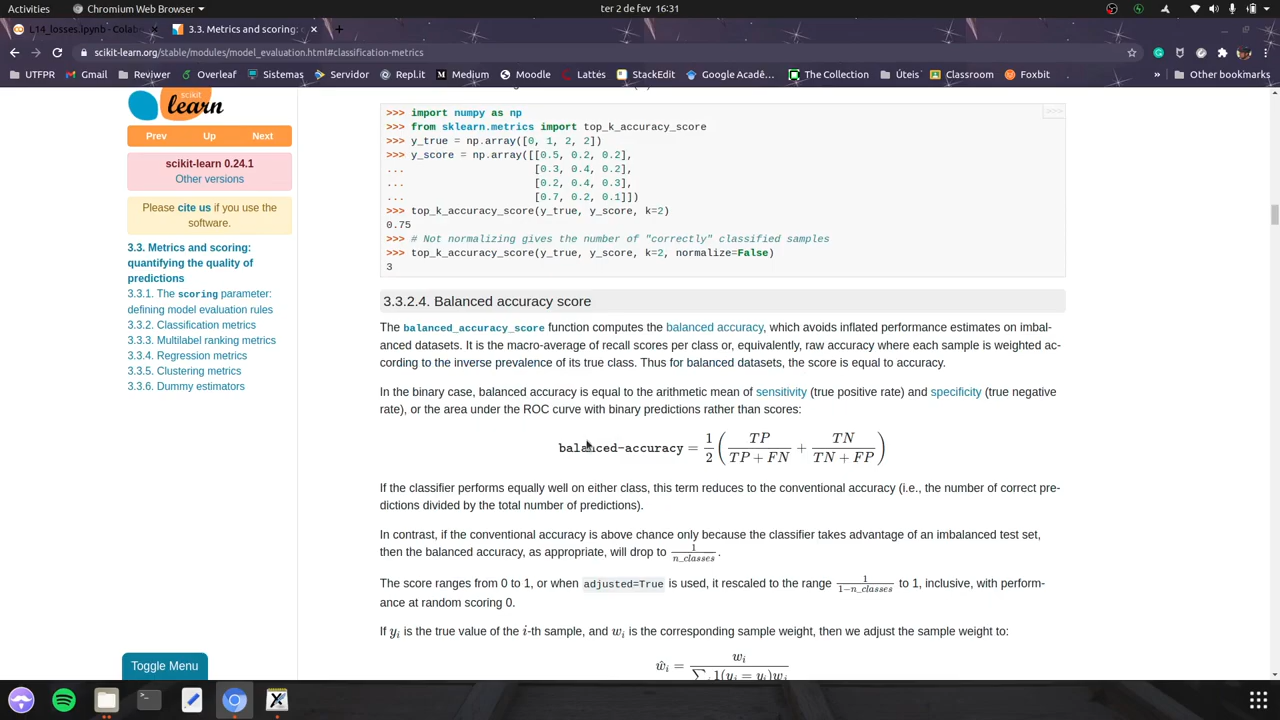 Activities
Chromium Web Browser
ter 2 de fev 16:31
L14_losses.ipynb - Colabo
3.3. Metrics and scoring:
scikit-learn.org/stable/modules/model_evaluation.html#classification-metrics
UTFPR
Gmail
Reviwer
Overleaf
Sistemas
Servidor
Repl.it
Medium
Moodle
Lattés
StackEdit
Google Acadê...
The Collection
Úteis
Classroom
Foxbit
.
»
Other bookmarks
scikit
learn
Prev
Up
Next
scikit-learn 0.24.1
Other versions
Please cite us if you use the
software.
3.3. Metrics and scoring:
quantifying the quality of
predictions
3.3.1. The scoring parameter:
defining model evaluation rules
3.3.2. Classification metrics
3.3.3. Multilabel ranking metrics
3.3.4. Regression metrics
3.3.5. Clustering metrics
3.3.6. Dummy estimators
Toggle Menu
>>>
>>> import numpy as np
>>> from sklearn.metrics import top_k_accuracy_score
>>> y_true = np.array([0, 1, 2, 2])
>>> y_score = np.array([[0.5, 0.2, 0.2],
... [0.3, 0.4, 0.2],
... [0.2, 0.4, 0.3],
... [0.7, 0.2, 0.1]])
>>> top_k_accuracy_score(y_true, y_score, k=2)
0.75
>>> # Not normalizing gives the number of "correctly" classified samples
>>> top_k_accuracy_score(y_true, y_score, k=2, normalize=False)
3
3.3.2.4. Balanced accuracy score
The balanced_accuracy_score function computes the balanced accuracy, which avoids inflated performance estimates on imbal-
anced datasets. It is the macro-average of recall scores per class or, equivalently, raw accuracy where each sample is weighted ac-
cording to the inverse prevalence of its true class. Thus for balanced datasets, the score is equal to accuracy.
In the binary case, balanced accuracy is equal to the arithmetic mean of sensitivity (true positive rate) and specificity (true negative
rate), or the area under the ROC curve with binary predictions rather than scores:
balanced-accuracy = 1/2 ( TP/(TP + FN) + TN/(TN + FP) )
If the classifier performs equally well on either class, this term reduces to the conventional accuracy (i.e., the number of correct pre-
dictions divided by the total number of predictions).
In contrast, if the conventional accuracy is above chance only because the classifier takes advantage of an imbalanced test set,
then the balanced accuracy, as appropriate, will drop to 1/n_classes.
The score ranges from 0 to 1, or when adjusted=True is used, it rescaled to the range 1/(1−n_classes) to 1, inclusive, with perform-
ance at random scoring 0.
If yᵢ is the true value of the i-th sample, and wᵢ is the corresponding sample weight, then we adjust the sample weight to:
ŵᵢ = wᵢ / ∑ 1(yⱼ = yᵢ)wⱼ